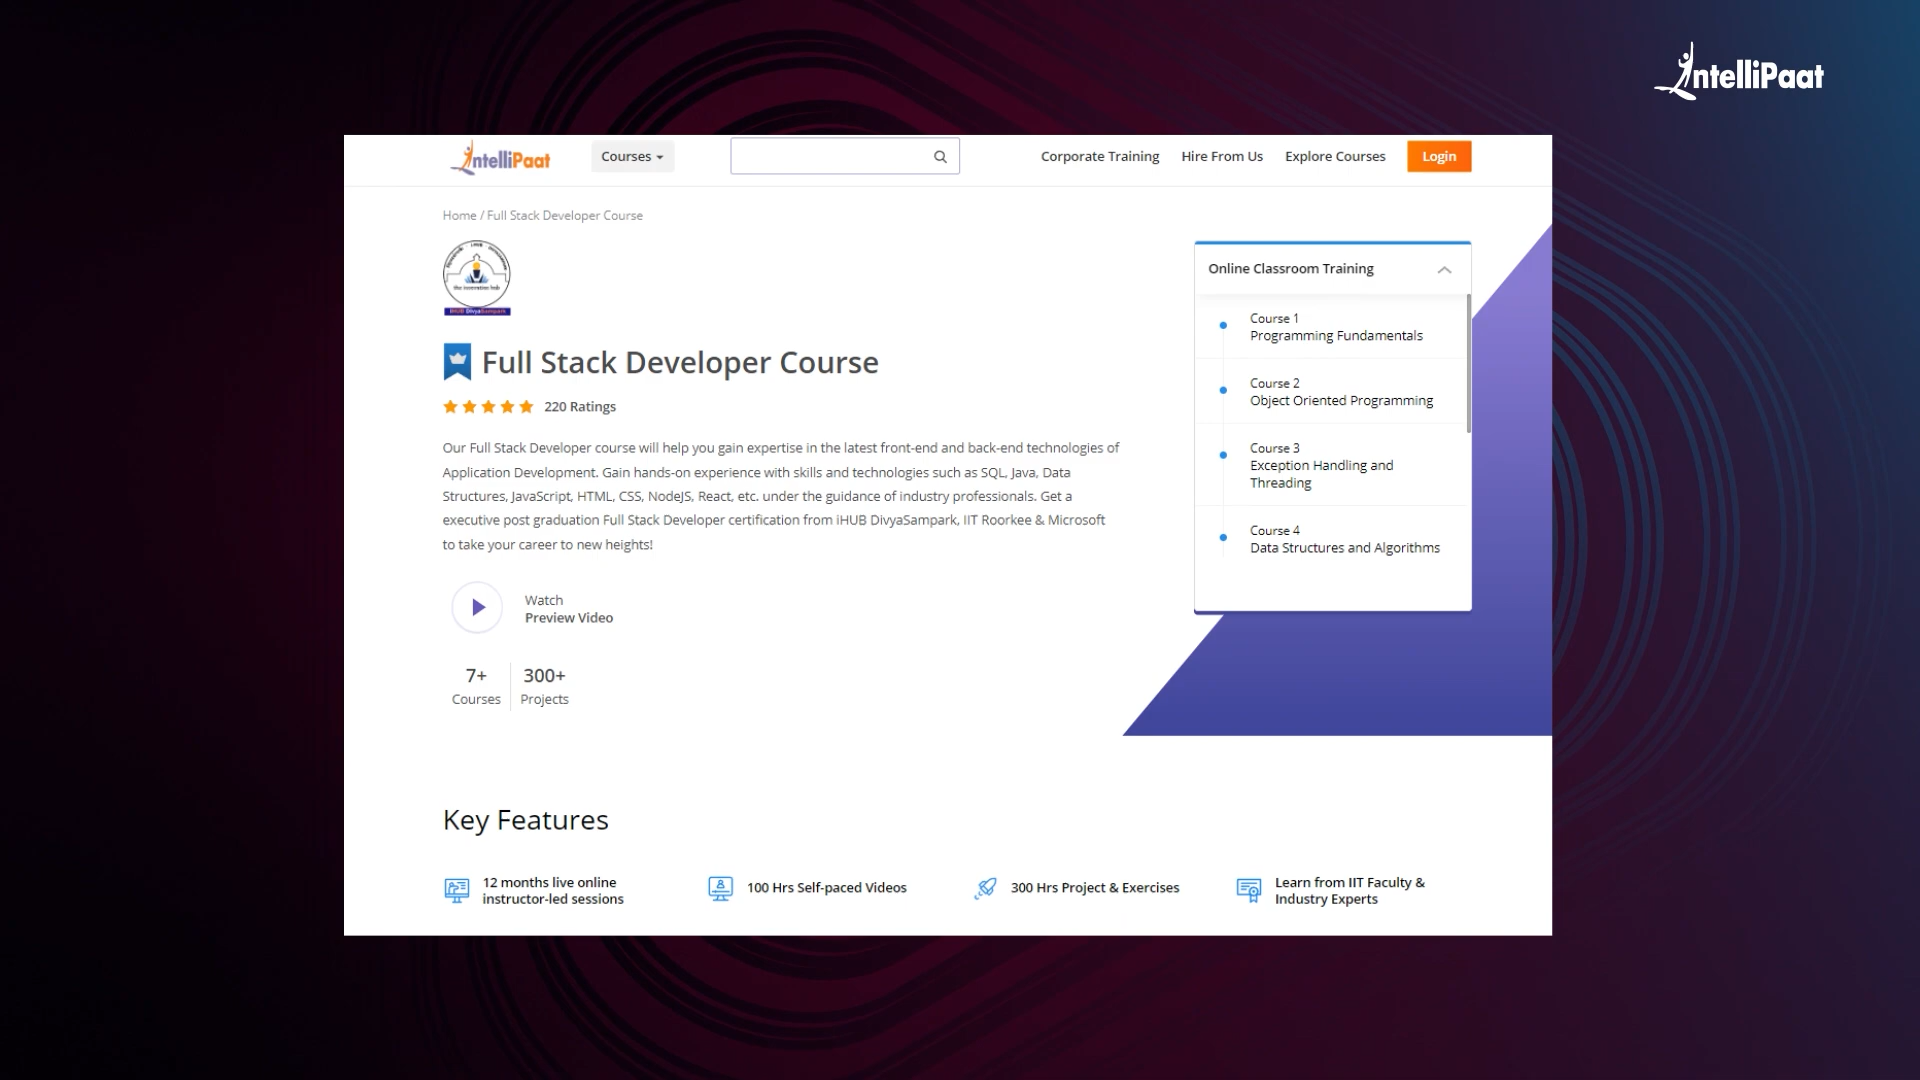 IntelliPaat
IntelliPaat
Courses
Corporate Training
Hire From Us
Explore Courses
Login
Home / Full Stack Developer Course
the innovation hub
iHUB DivyaSampark
Full Stack Developer Course
220 Ratings
Our Full Stack Developer course will help you gain expertise in the latest front-end and back-end technologies of
Application Development. Gain hands-on experience with skills and technologies such as SQL, Java, Data
Structures, JavaScript, HTML, CSS, NodeJS, React, etc. under the guidance of industry professionals. Get a
executive post graduation Full Stack Developer certification from iHUB DivyaSampark, IIT Roorkee & Microsoft
to take your career to new heights!
Watch
Preview Video
7+
Courses
300+
Projects
Online Classroom Training
Course 1
Programming Fundamentals
Course 2
Object Oriented Programming
Course 3
Exception Handling and
Threading
Course 4
Data Structures and Algorithms
Key Features
12 months live online
instructor-led sessions
100 Hrs Self-paced Videos
300 Hrs Project & Exercises
Learn from IIT Faculty &
Industry Experts